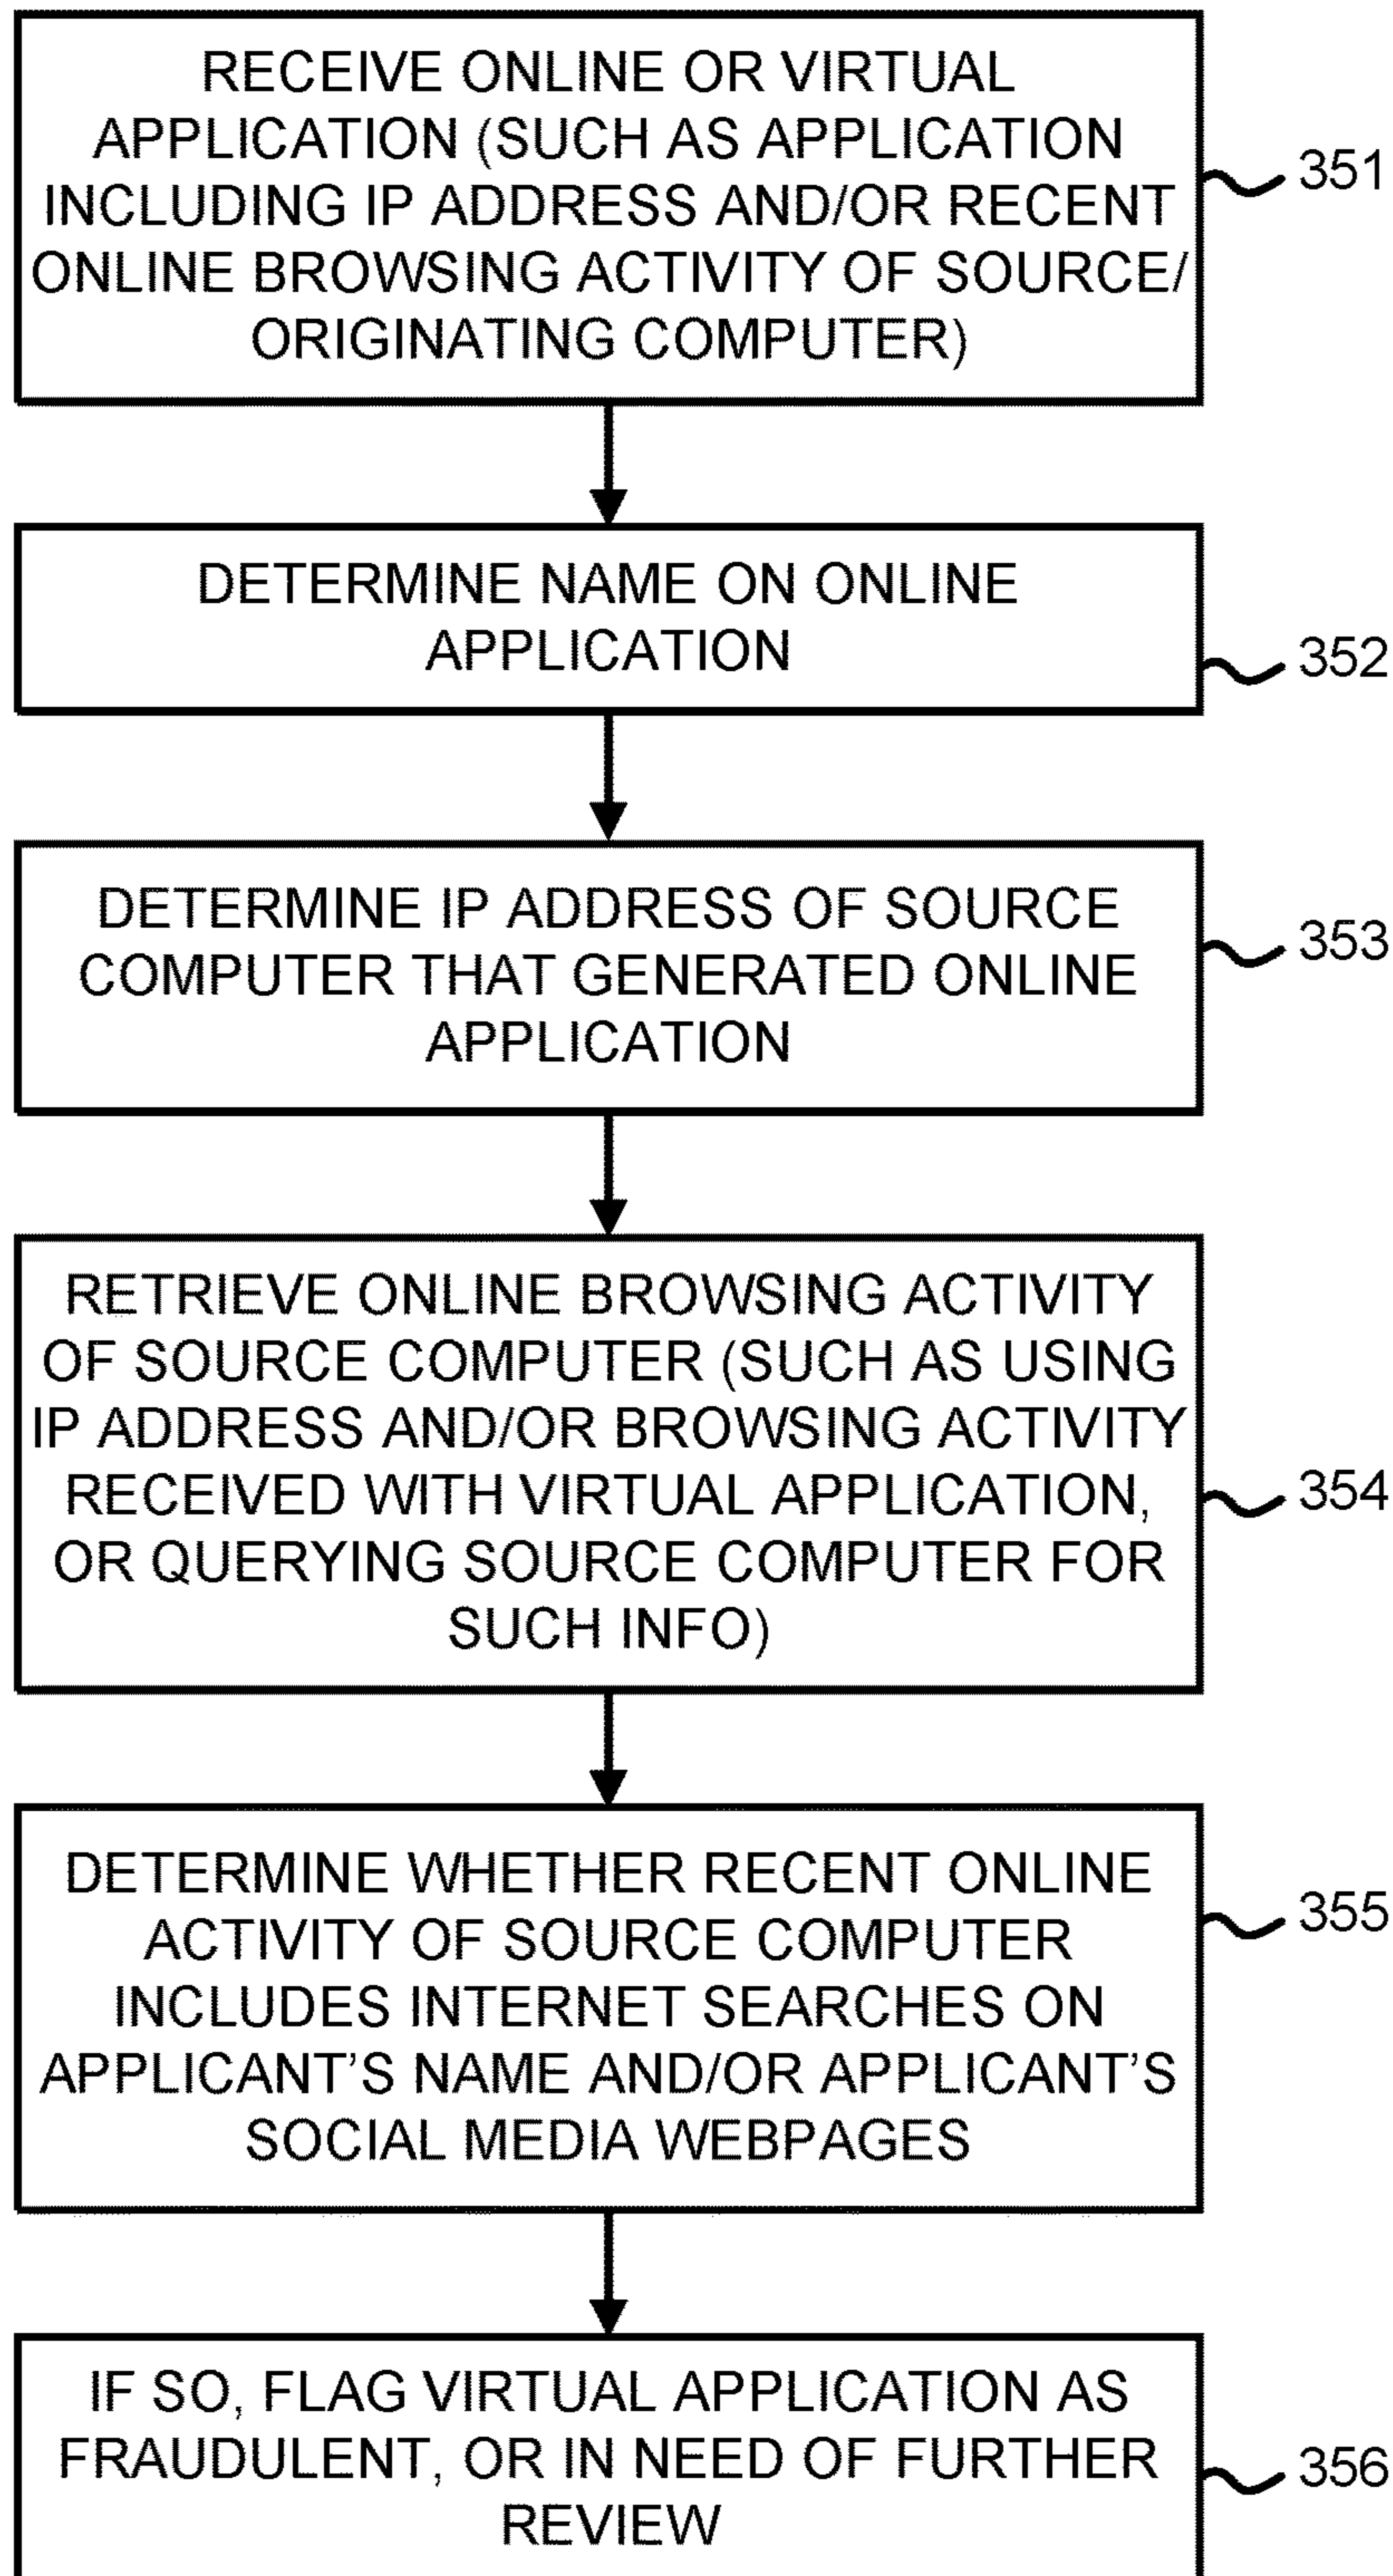 RECEIVE ONLINE OR VIRTUAL
APPLICATION (SUCH AS APPLICATION
INCLUDING IP ADDRESS AND/OR RECENT
ONLINE BROWSING ACTIVITY OF SOURCE/
ORIGINATING COMPUTER)
351
DETERMINE NAME ON ONLINE
APPLICATION
352
DETERMINE IP ADDRESS OF SOURCE
COMPUTER THAT GENERATED ONLINE
APPLICATION
353
RETRIEVE ONLINE BROWSING ACTIVITY
OF SOURCE COMPUTER (SUCH AS USING
IP ADDRESS AND/OR BROWSING ACTIVITY
RECEIVED WITH VIRTUAL APPLICATION,
OR QUERYING SOURCE COMPUTER FOR
SUCH INFO)
354
DETERMINE WHETHER RECENT ONLINE
ACTIVITY OF SOURCE COMPUTER
INCLUDES INTERNET SEARCHES ON
APPLICANT’S NAME AND/OR APPLICANT’S
SOCIAL MEDIA WEBPAGES
355
IF SO, FLAG VIRTUAL APPLICATION AS
FRAUDULENT, OR IN NEED OF FURTHER
REVIEW
356